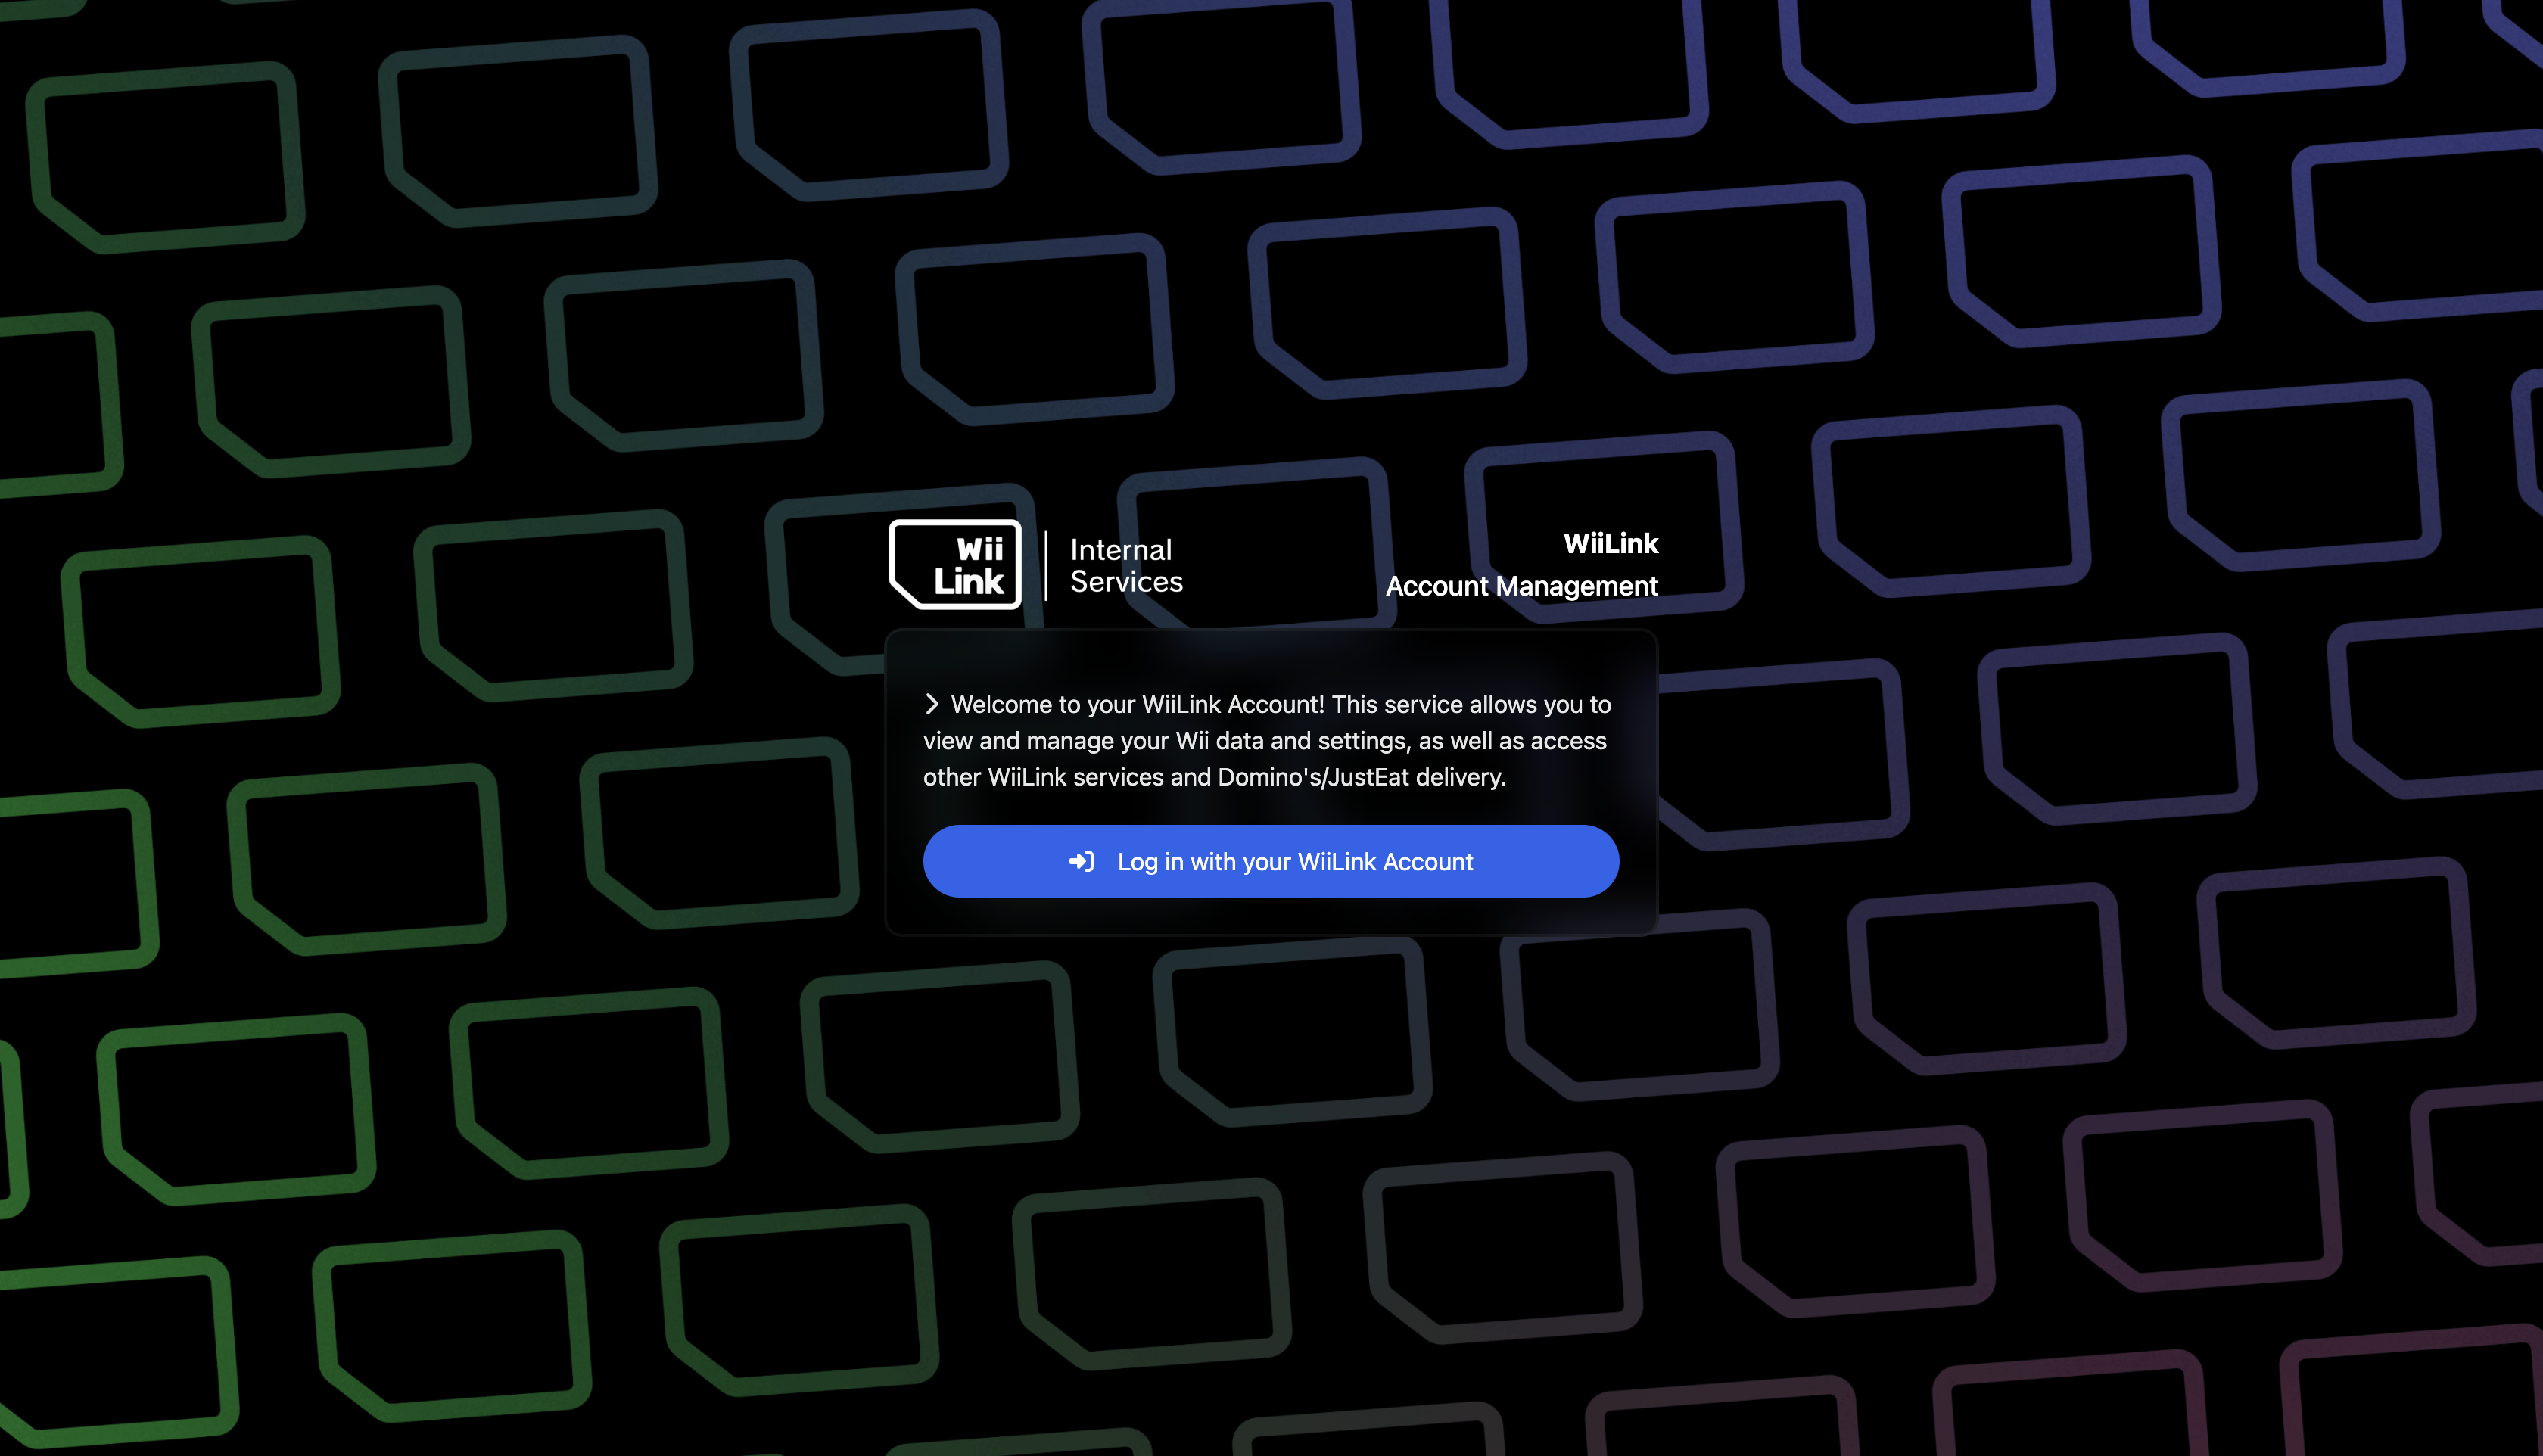 Wii
Link
Internal
Services
WiiLink
Account Management
Welcome to your WiiLink Account! This service allows you to
view and manage your Wii data and settings, as well as access
other WiiLink services and Domino's/JustEat delivery.
Log in with your WiiLink Account